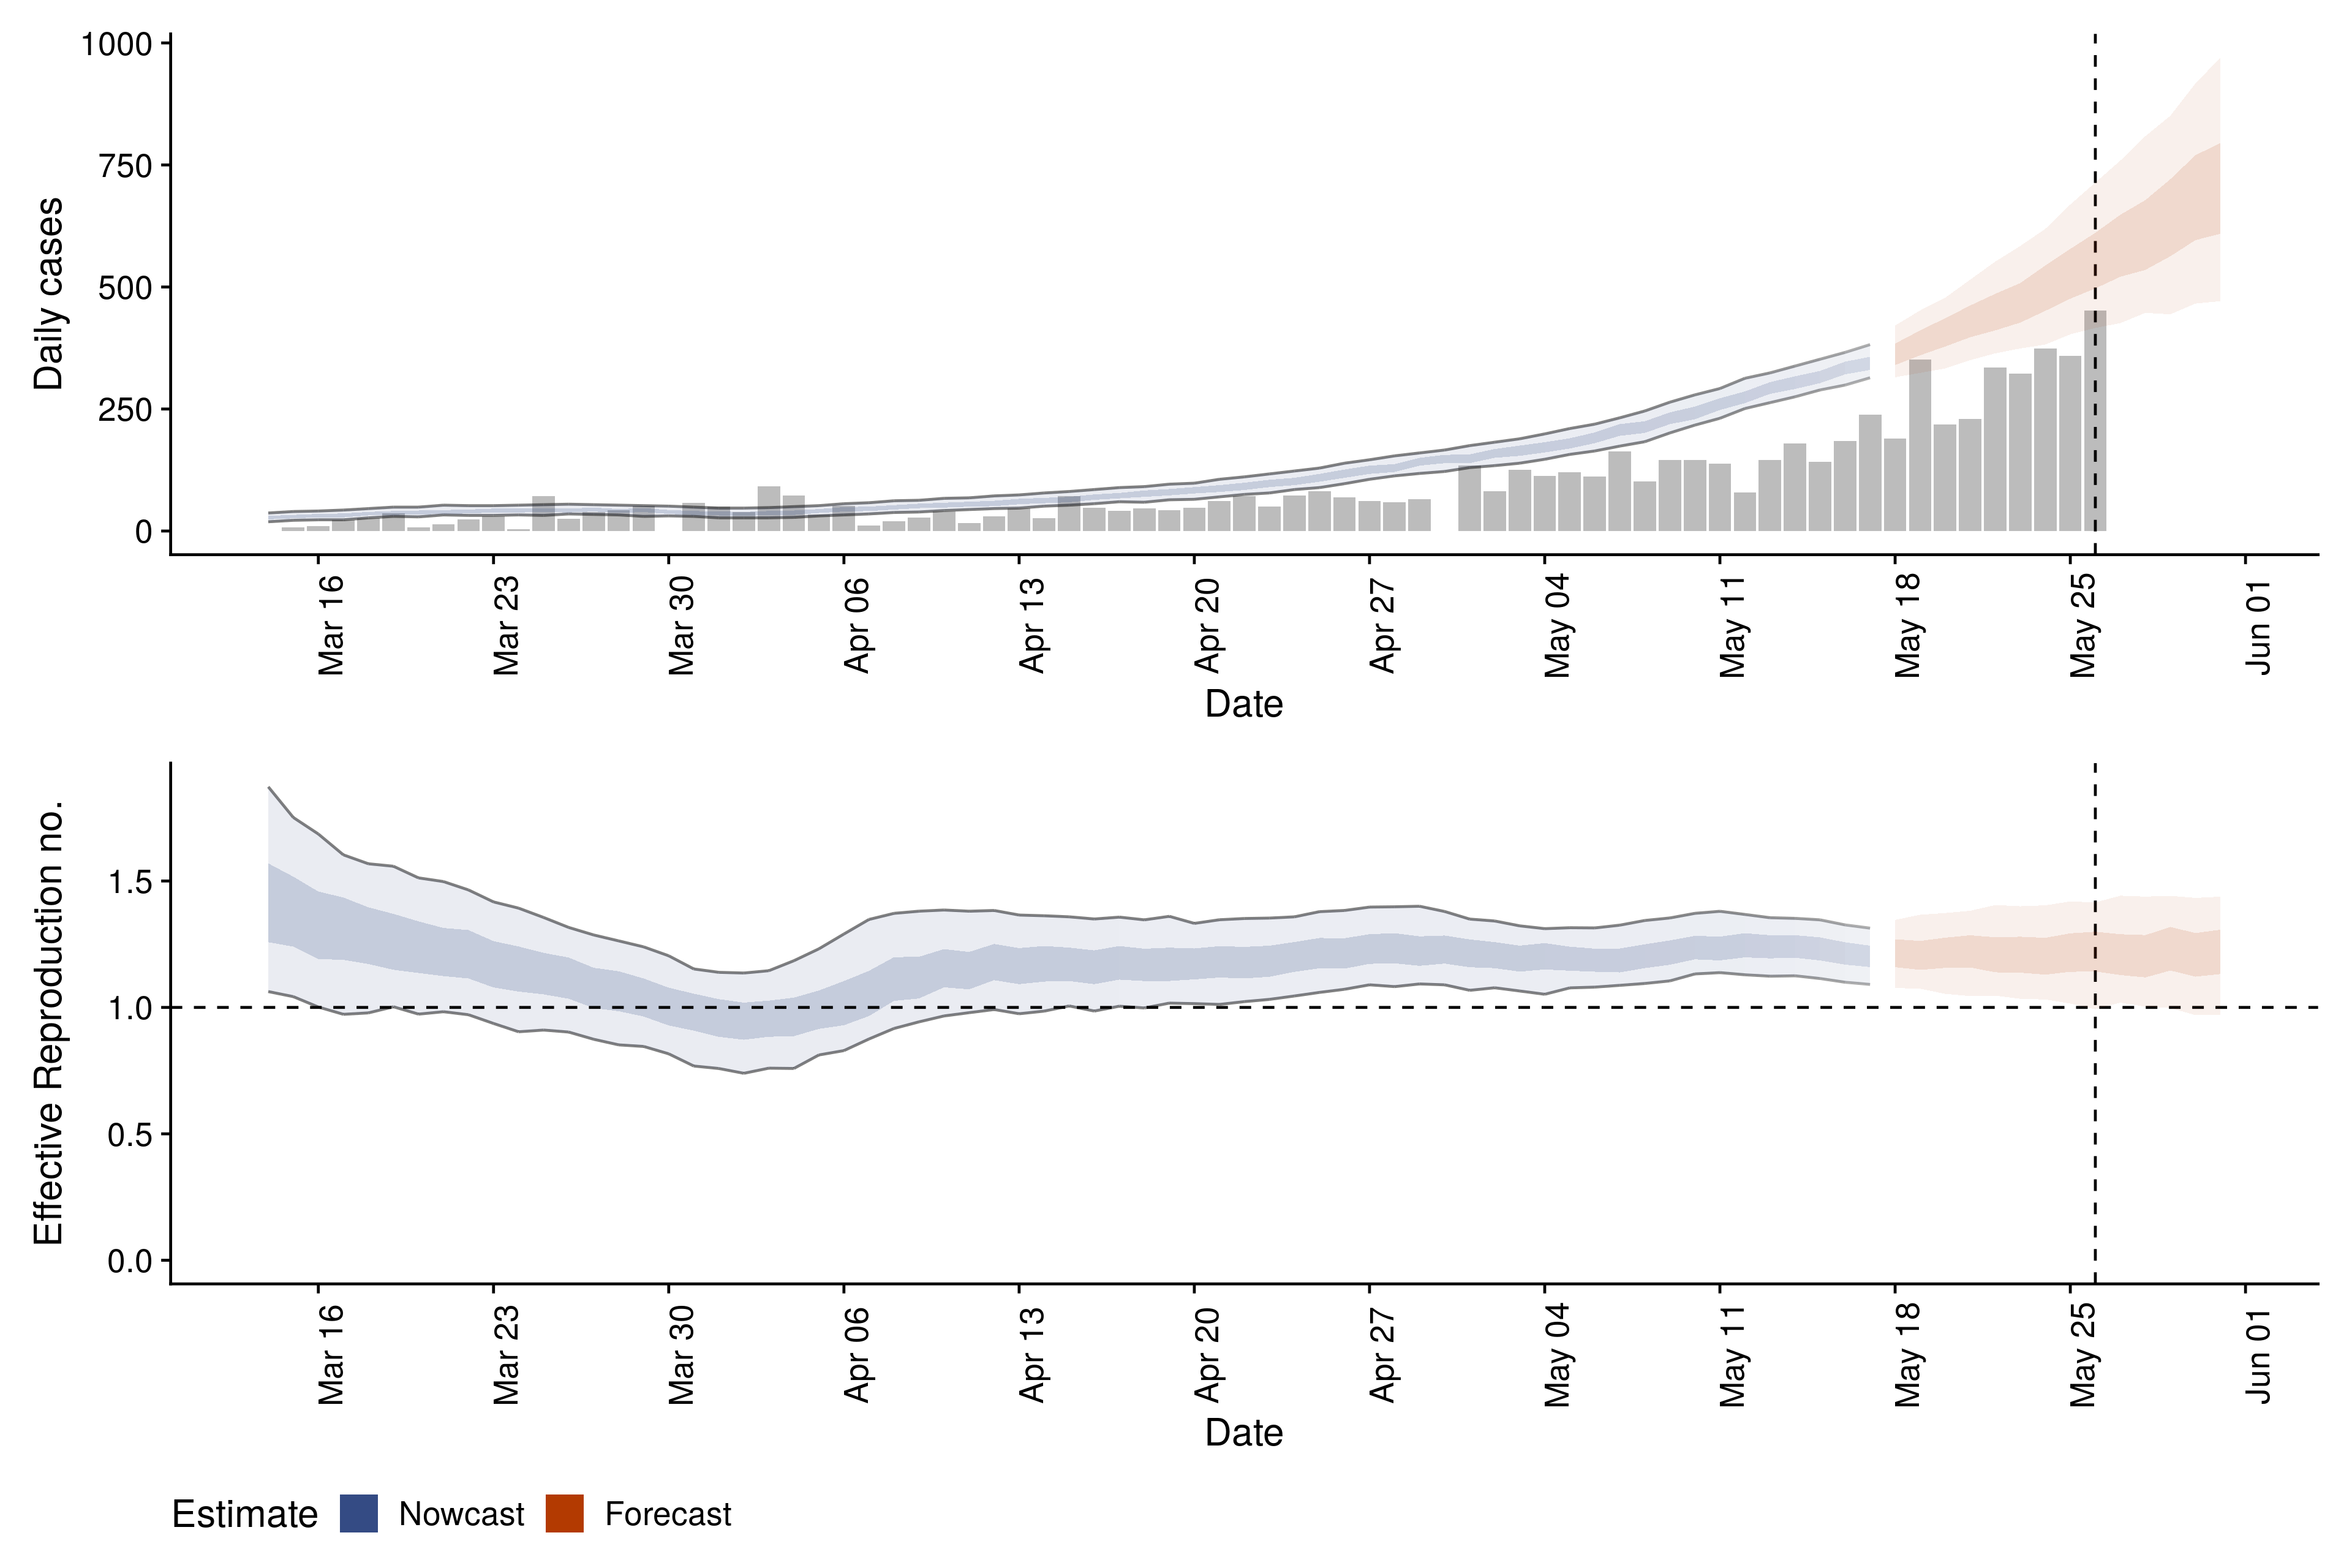 Daily cases
1000
750
500
250
0
Mar 16
Mar 23
Mar 30
Apr 06
Apr 13
Apr 20
Apr 27
May 04
May 11
May 18
May 25
Jun 01
Date
Effective Reproduction no.
1.5
1.0
0.5
0.0
Mar 16
Mar 23
Mar 30
Apr 06
Apr 13
Apr 20
Apr 27
May 04
May 11
May 18
May 25
Jun 01
Date
Estimate Nowcast Forecast